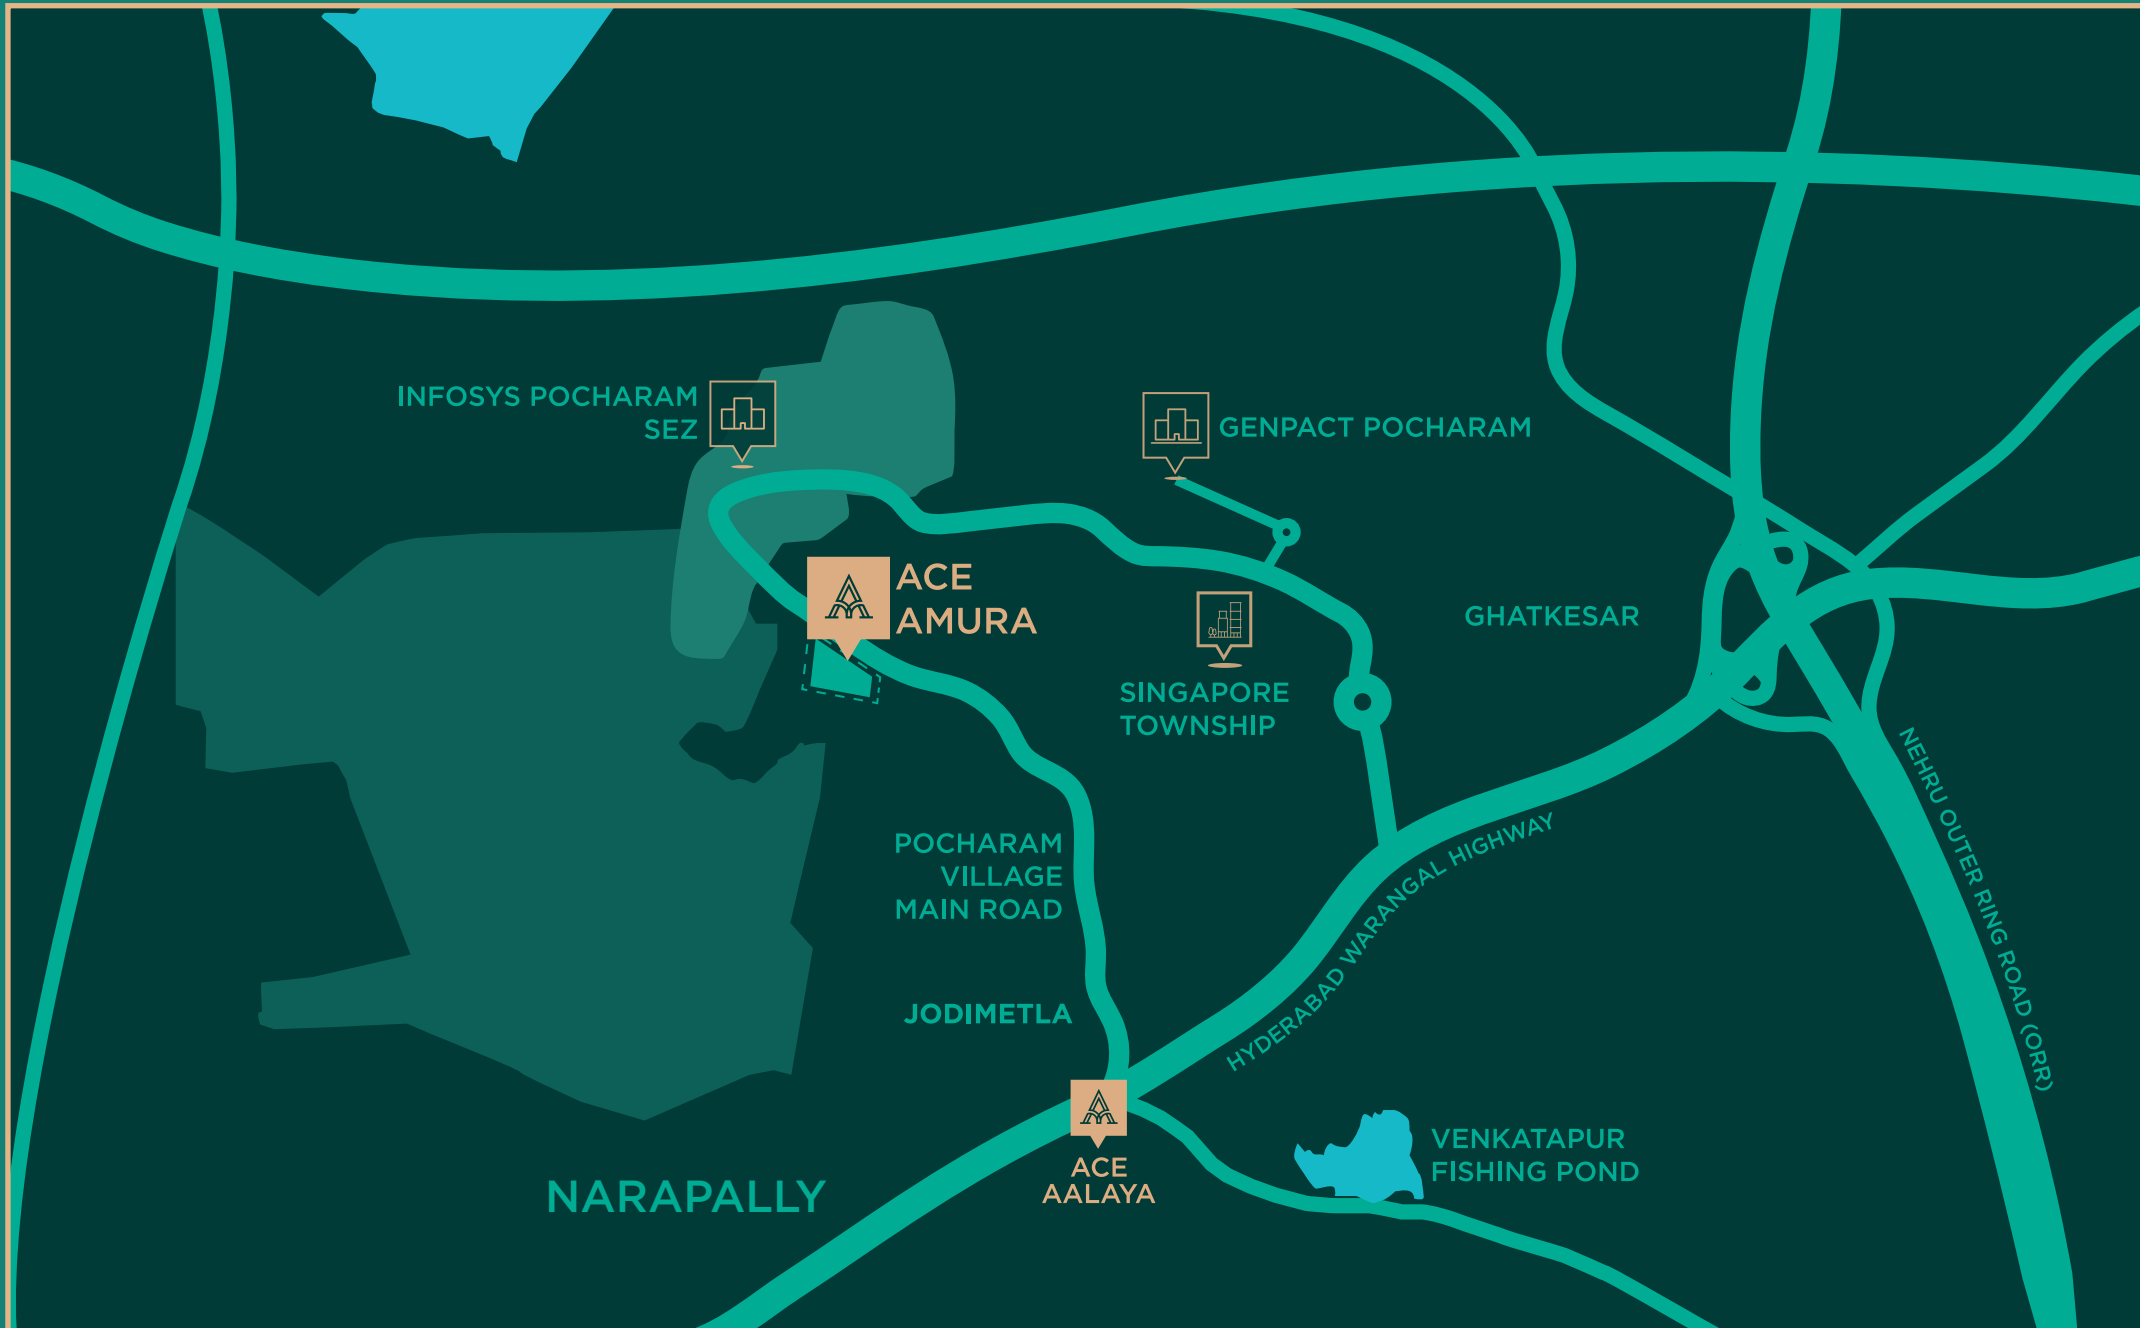 INFOSYS POCHARAM
SEZ
GENPACT POCHARAM
ACE
AMURA
GHATKESAR
SINGAPORE
TOWNSHIP
NEHRU OUTER RING ROAD (ORR)
POCHARAM
VILLAGE
MAIN ROAD
HYDERABAD WARANGAL HIGHWAY
JODIMETLA
VENKATAPUR
FISHING POND
ACE
AALAYA
NARAPALLY